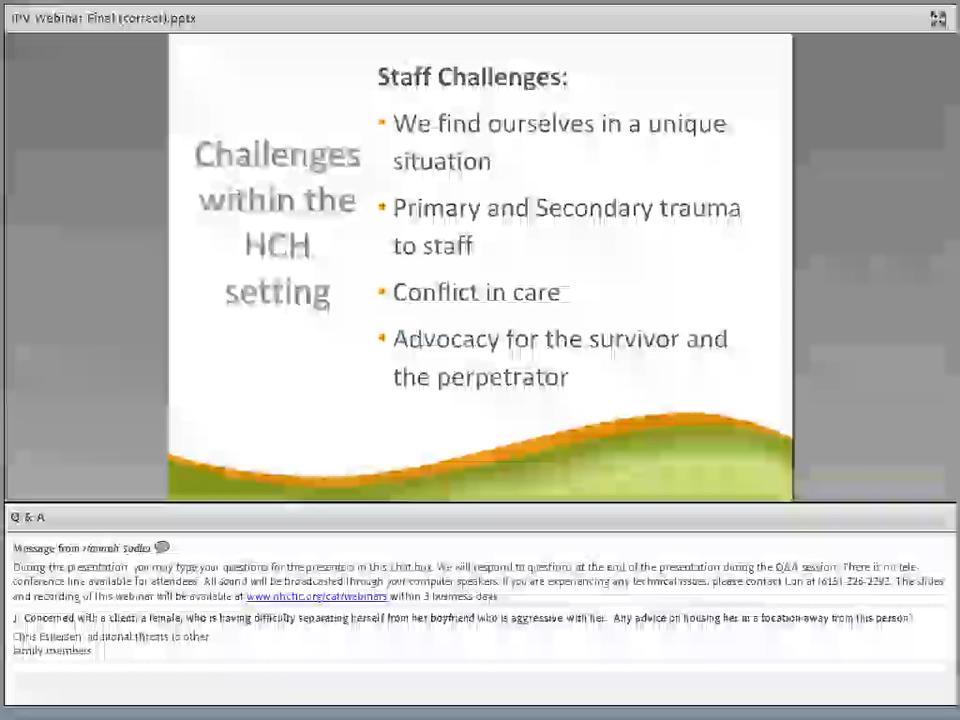 IPV Webinar Final (correct).pptx
Staff Challenges:
Challenges
within the
HCH
setting
• We find ourselves in a unique
situation
• Primary and Secondary trauma
to staff
• Conflict in care
• Advocacy for the survivor and
the perpetrator
Q & A
Message from Hannah
During the presentation you may type your questions for the presenters in this chat box. We will respond to questions at the end of the presentation during the Q&A session. There is no tele-
conference line available for attendees. All sound will be broadcasted through your computer speakers. If you are experiencing any technical issues, please contact at (615) 226-2292. The slides
and recording of this webinar will be available at www.nhchc.org/cat/webinars within 3 business days
J: Concerned with a client, a female, who is having difficulty separating herself from her boyfriend who is aggressive with her. Any advice on housing her in a location away from this person?
Chris additional threats to other
family members